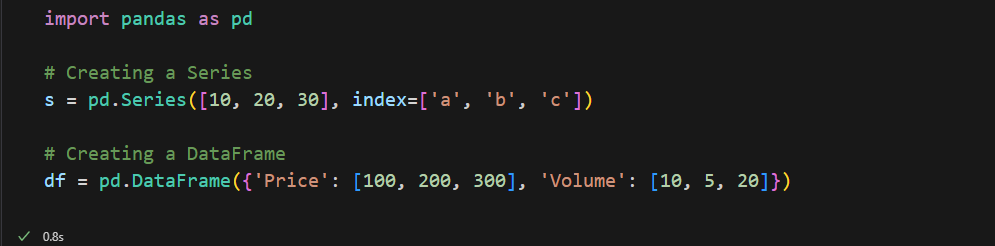 import pandas as pd
# Creating a Series
s = pd.Series([10, 20, 30], index=['a', 'b', 'c'])
# Creating a DataFrame
df = pd.DataFrame({'Price': [100, 200, 300], 'Volume': [10, 5, 20]})
✓ 0.8s